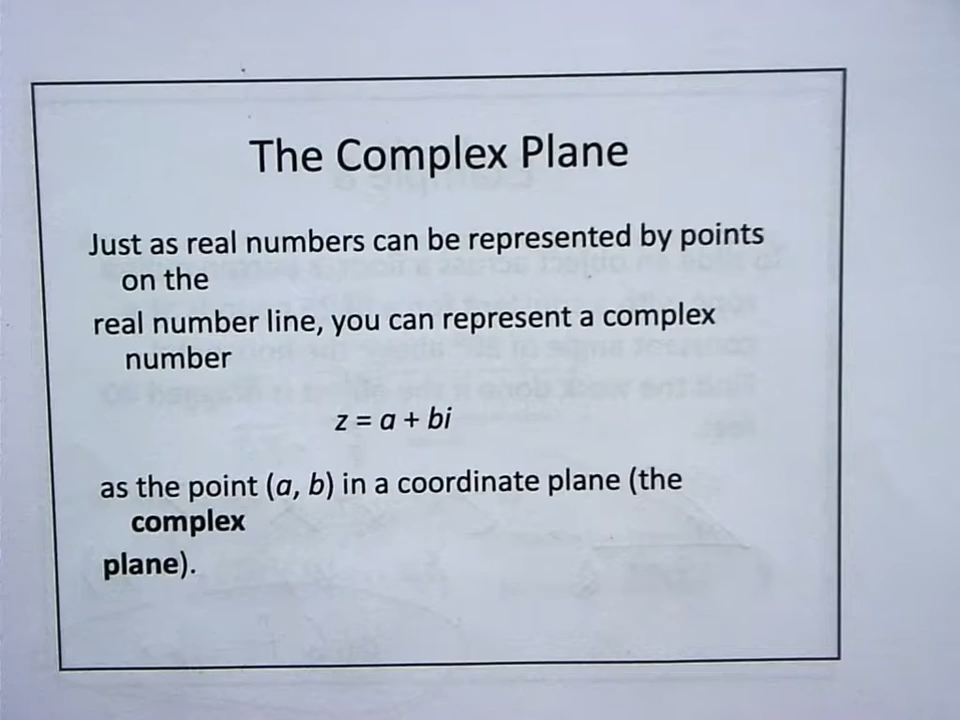 The Complex Plane
Just as real numbers can be represented by points
on the
real number line, you can represent a complex
number
z = a + bi
as the point (a, b) in a coordinate plane (the
complex
plane).